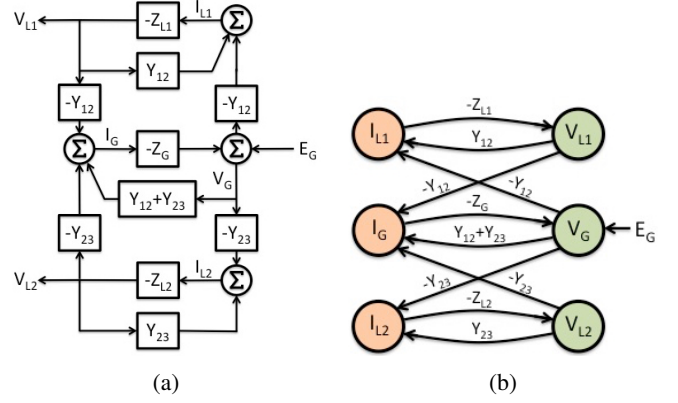 V_L1 -Z_L1 I_L1 Σ
Y_12
-Y_12 -Y_12
Σ I_G -Z_G Σ E_G
V_G
Y_12+Y_23
-Y_23 -Y_23
V_L2 -Z_L2 I_L2 Σ
Y_23
(a)
I_L1 -Z_L1 V_L1
Y_12
-Y_12 -Y_12
I_G -Z_G V_G E_G
Y_12+Y_23
-Y_23 -Y_23
I_L2 -Z_L2 V_L2
Y_23
(b)